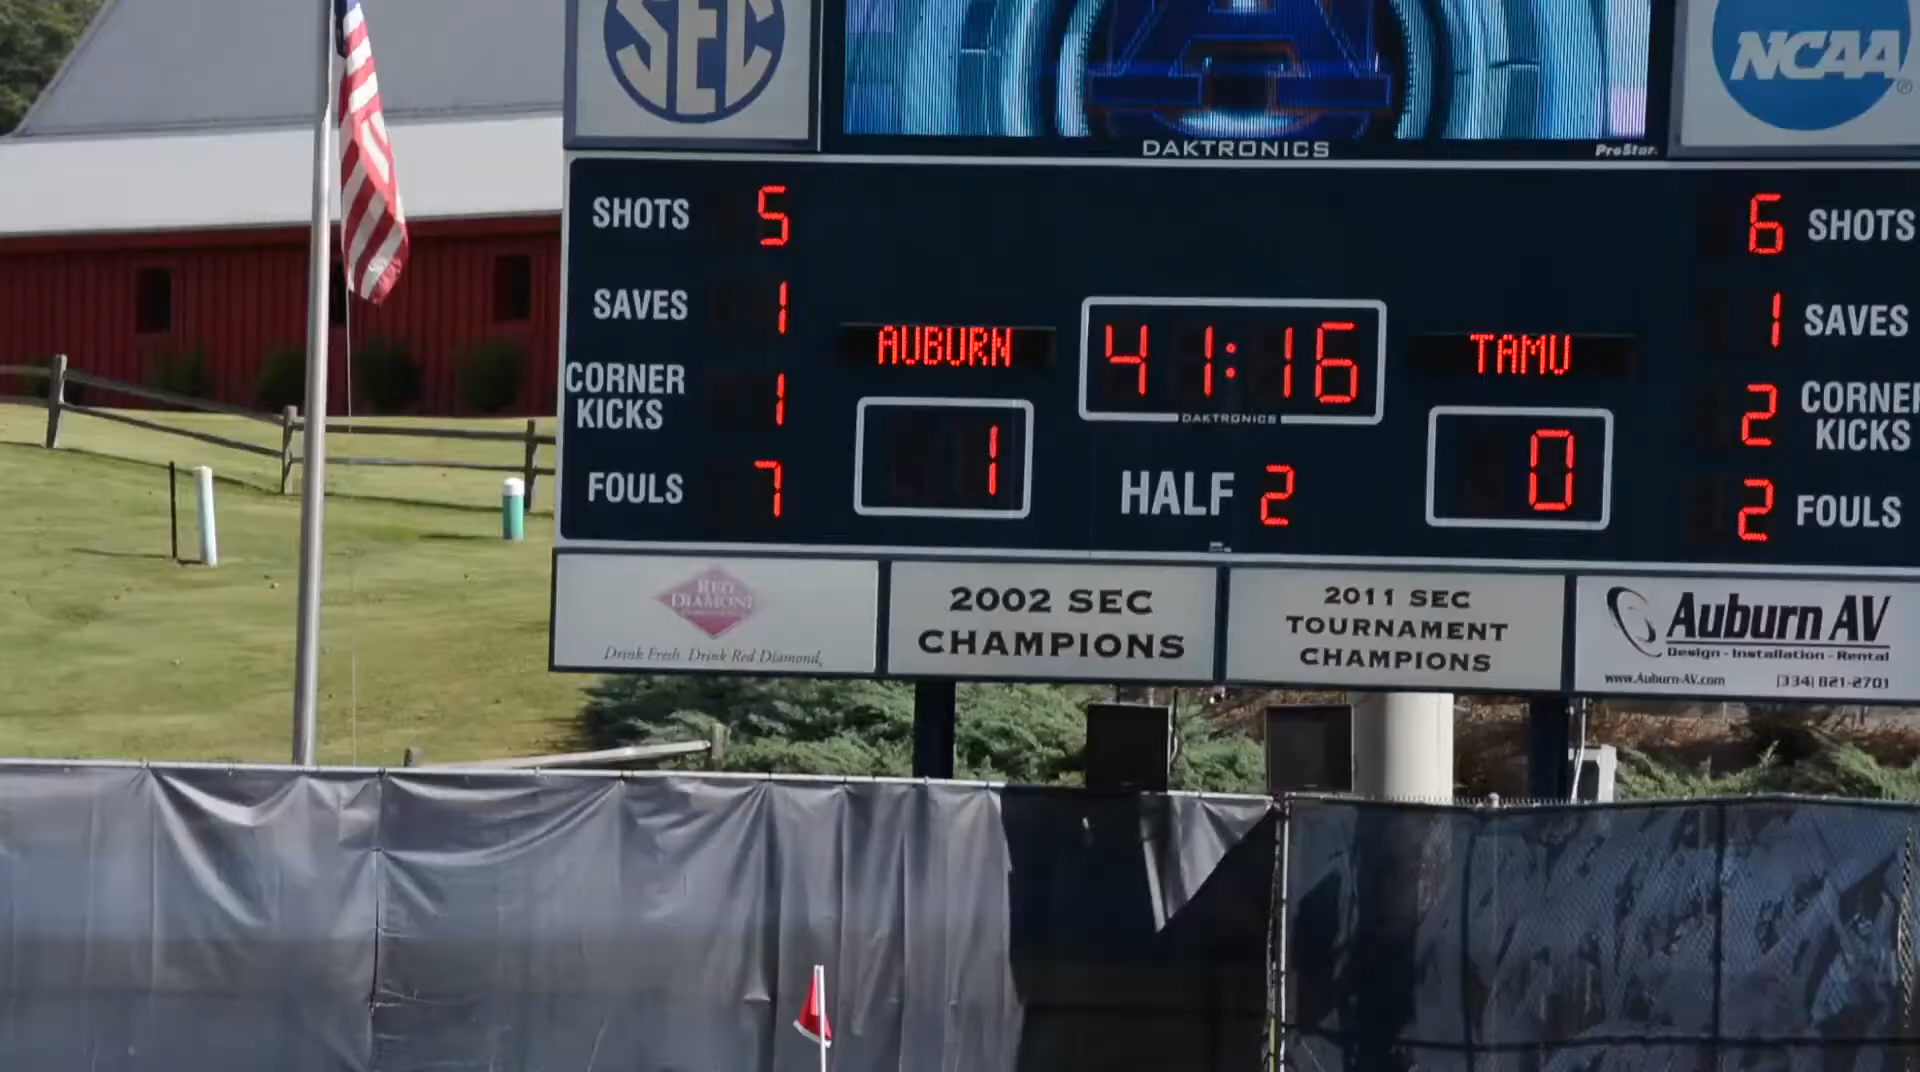 SEC
NCAA
DAKTRONICS
ProStar
SHOTS 5
SAVES 1
CORNER
KICKS 1
FOULS 7
AUBURN
1
41:16
DAKTRONICS
HALF 2
TAMU
0
6 SHOTS
1 SAVES
2 CORNER
KICKS
2 FOULS
RED
DIAMOND
Drink Fresh. Drink Red Diamond.
2002 SEC
CHAMPIONS
2011 SEC
TOURNAMENT
CHAMPIONS
Auburn AV
Design - Installation - Rental
www.Auburn-AV.com (334) 821-2701